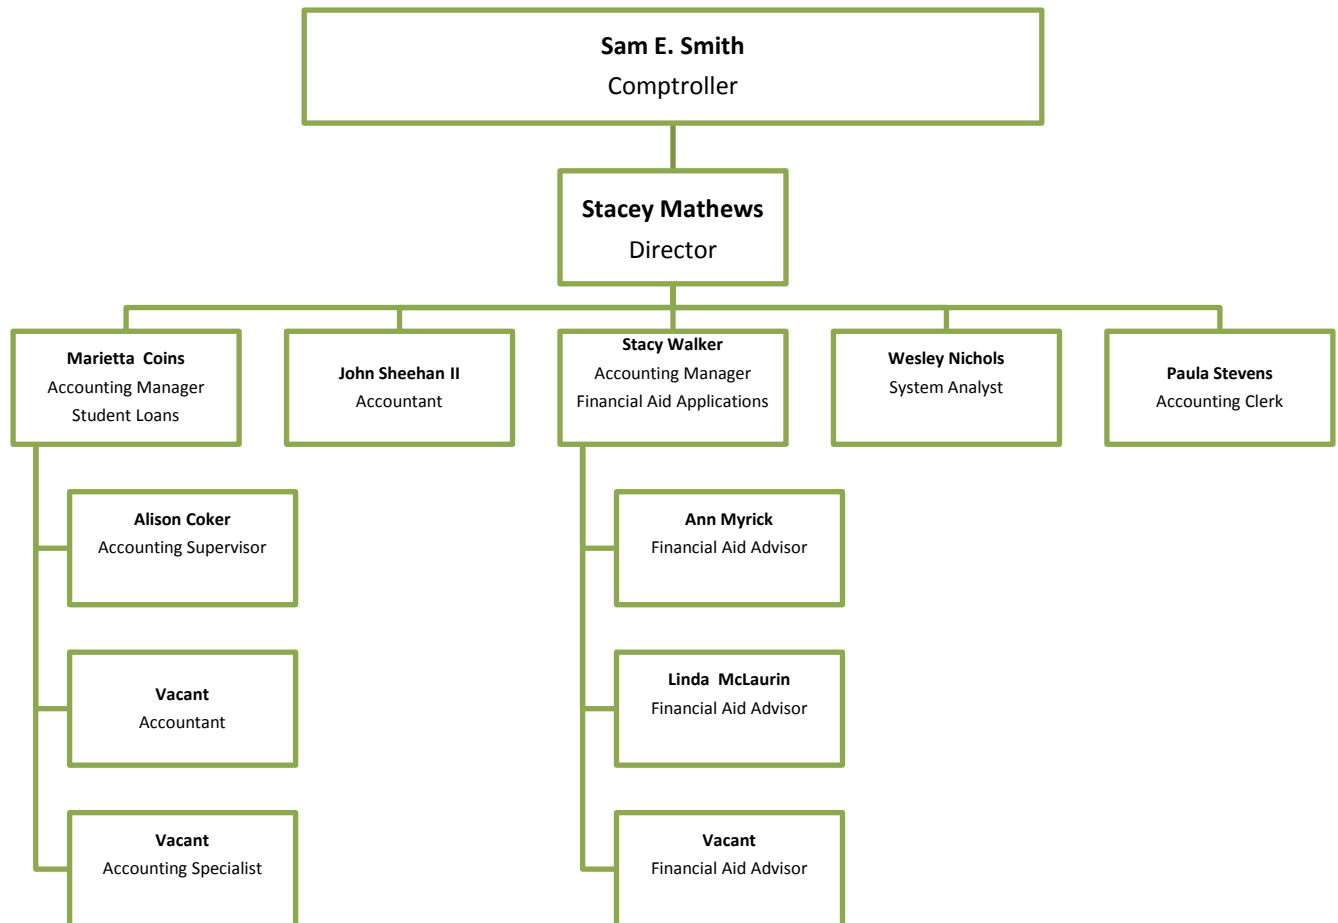 Sam E. Smith
Comptroller
Stacey Mathews
Director
Marietta  Coins
Accounting Manager
Student Loans
John Sheehan II
Accountant
Stacy Walker
Accounting Manager
Financial Aid Applications
Wesley Nichols
System Analyst
Paula Stevens
Accounting Clerk
Alison Coker
Accounting Supervisor
Vacant
Accountant
Vacant
Accounting Specialist
Ann Myrick
Financial Aid Advisor
Linda  McLaurin
Financial Aid Advisor
Vacant
Financial Aid Advisor